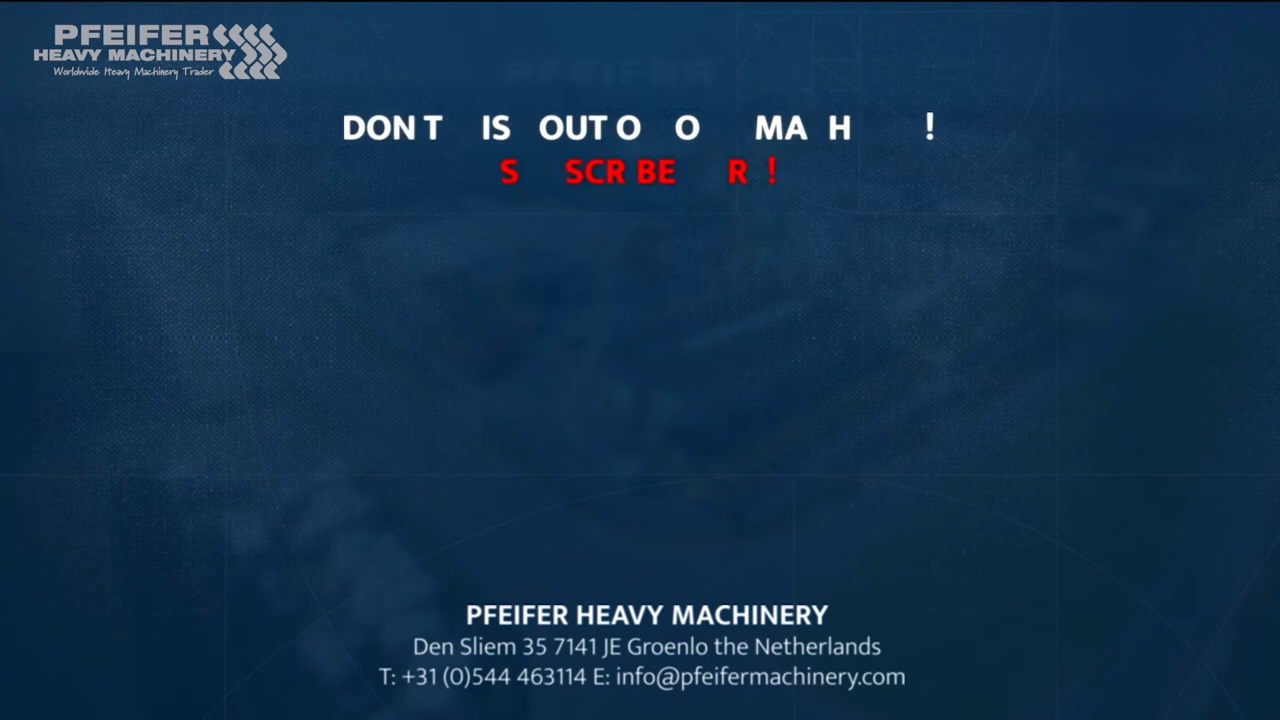 PFEIFER
HEAVY MACHINERY
Worldwide Heavy Machinery Trader
DON T IS OUT O O MA H !
S SCR BE R !
PFEIFER HEAVY MACHINERY
Den Sliem 35 7141 JE Groenlo the Netherlands
T: +31 (0)544 463114 E: info@pfeifermachinery.com